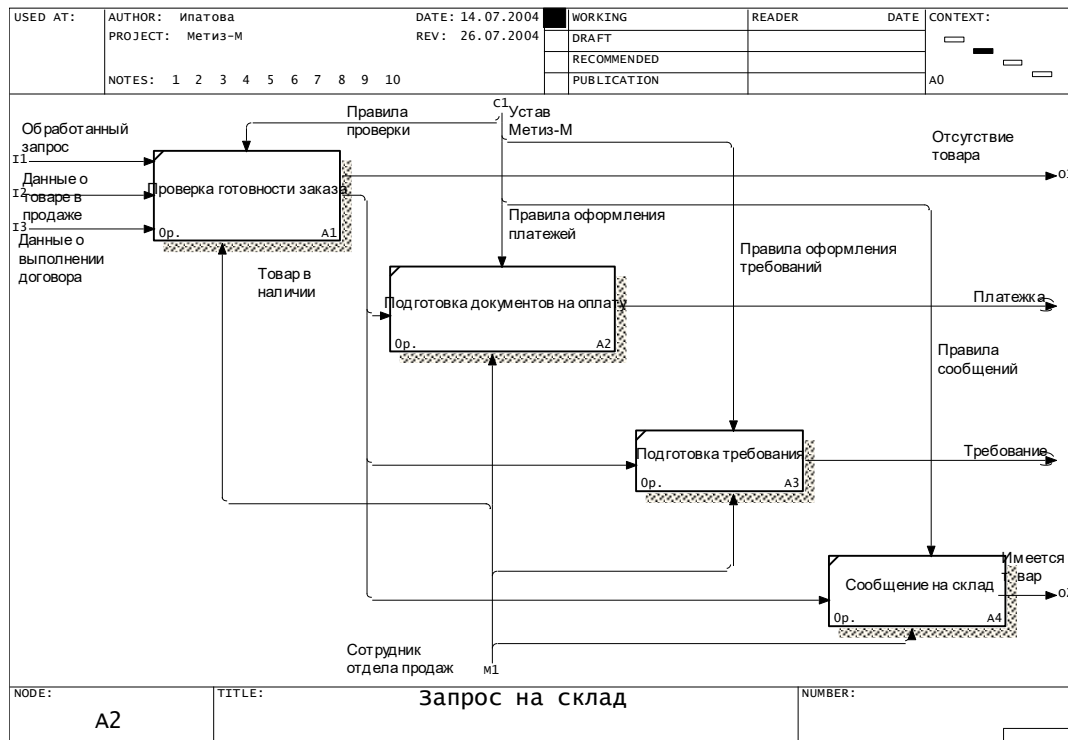 USED AT:
AUTHOR: Ипатова
DATE: 14.07.2004
PROJECT: Метиз-М
REV: 26.07.2004
NOTES: 1 2 3 4 5 6 7 8 9 10
WORKING
DRAFT
RECOMMENDED
PUBLICATION
READER
DATE
CONTEXT:
A0
C1
Устав
Метиз-М
Правила
проверки
Обработанный
запрос
I1
Данные о
I2
товаре в
продаже
I3
Данные о
выполнении
договора
Проверка готовности заказа
0р.
A1
Отсутствие
товара
Товар в
наличии
Правила оформления
платежей
Правила оформления
требований
Подготовка документов на оплату
0р.
A2
Платежка
Правила
сообщений
Подготовка требования
0р.
A3
Требование
Сообщение на склад
0р.
A4
Имеется
товар
Сотрудник
отдела продаж
M1
NODE:
A2
TITLE:
Запрос на склад
NUMBER: